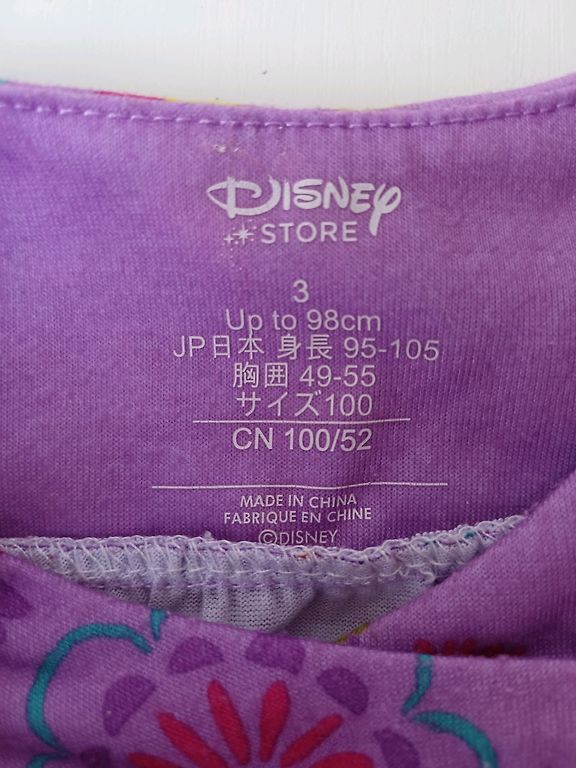 DISNEY
STORE
3
Up to 98cm
JP日本 身長 95-105
胸囲 49-55
サイズ100
CN 100/52
MADE IN CHINA
FABRIQUE EN CHINE
©DISNEY